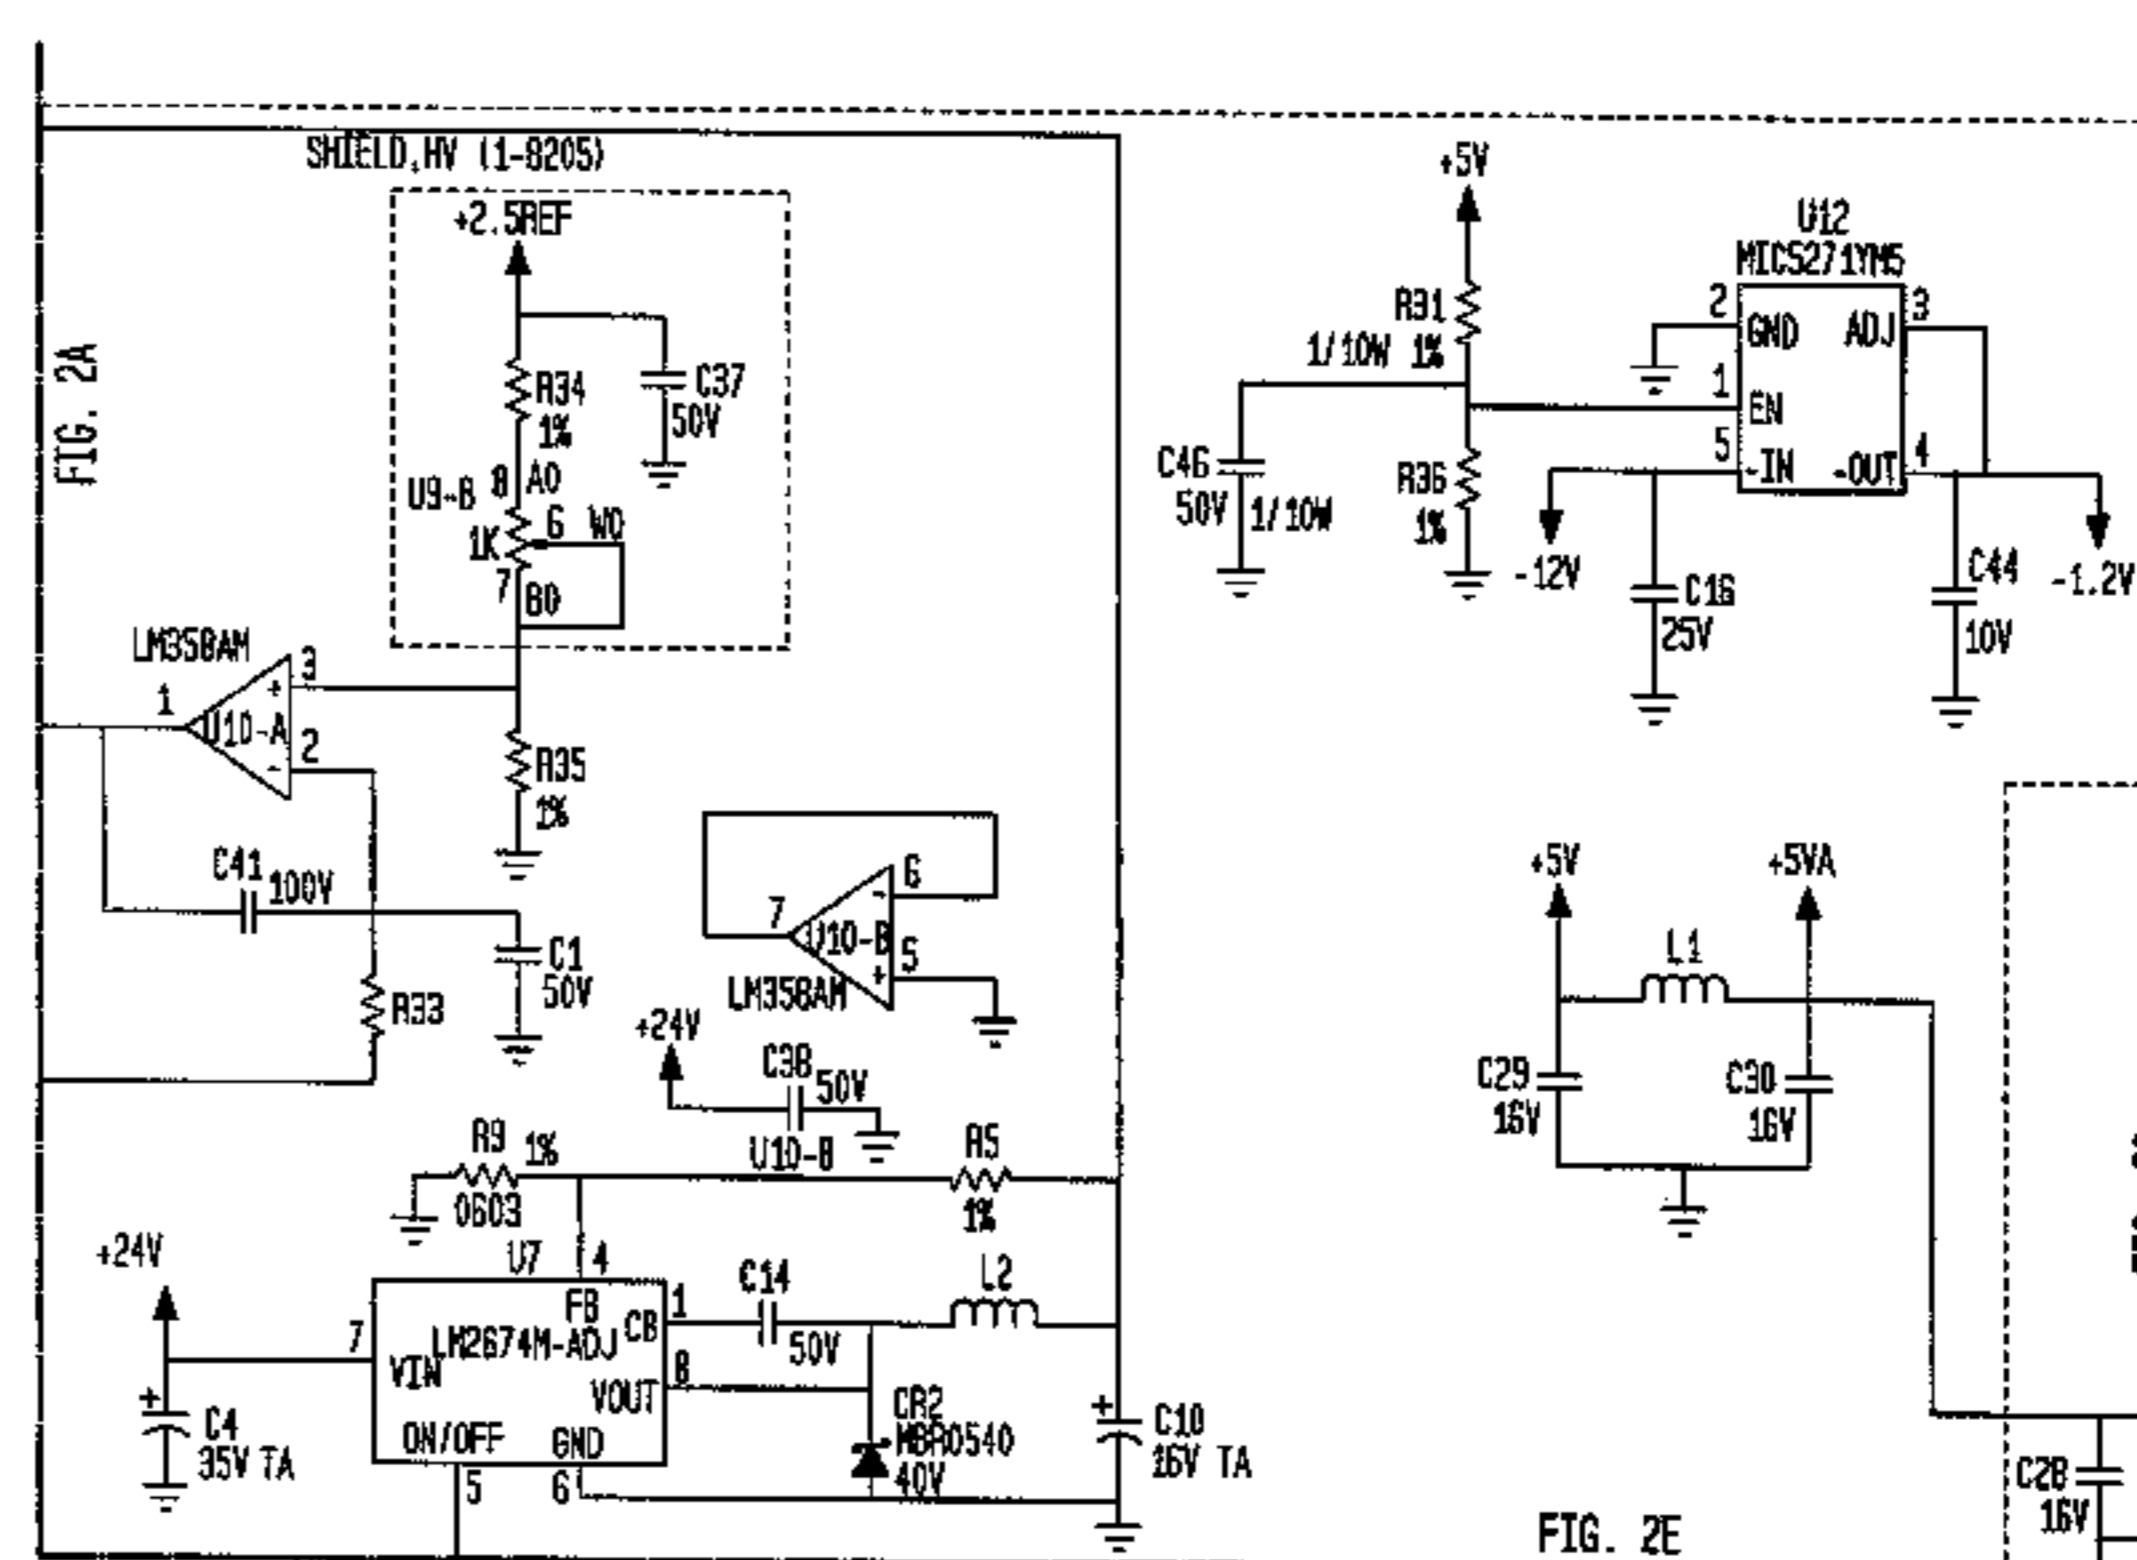 SHIELD,HV (1-8205)
+2.5REF
FIG. 2A
R34
1%
C37
50V
U9-B
8 A0
6 W0
1K
7
B0
LM358AM
3
1
+
U10-A
2
-
R35
1%
C41
100V
C1
50V
R33
6
-
7
U10-B
5
+
LM358AM
+24V
C38
50V
U10-B
R9
1%
0603
R5
1%
+24V
U7
4
FB
1
CB
C14
50V
L2
LM2674M-ADJ
7
VIN
8
VOUT
ON/OFF
GND
5
6
+
C4
35V TA
CR2
MBR0540
40V
+
C10
16V TA
+5V
R31
1/10W 1%
C46
50V
1/10W
R36
1%
U12
MIC5271YM5
2
GND
ADJ
3
1
EN
5
-IN
-OUT
4
-12V
C16
25V
C44
10V
-1.2V
+5V
+5VA
L1
C29
16V
C30
16V
C28
16V
FIG. 2E